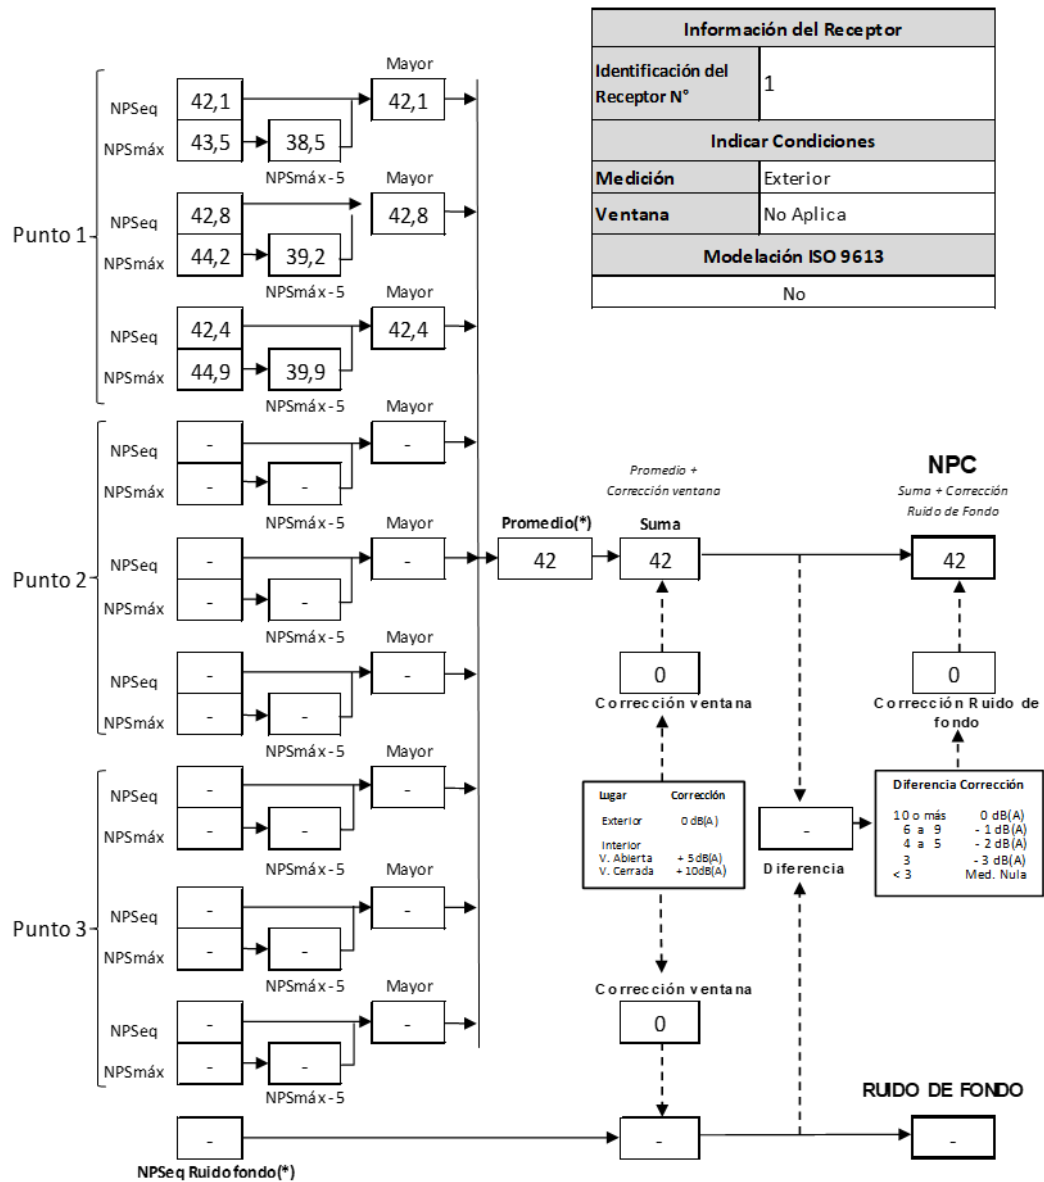 Información del Receptor
Identificación del
Receptor N°
1
Indicar Condiciones
Medición
Exterior
Ventana
No Aplica
Modelación ISO 9613
No
Punto 1
Mayor
NPSeq
42,1
42,1
NPSmáx
43,5
38,5
NPSmáx - 5
Mayor
NPSeq
42,8
42,8
NPSmáx
44,2
39,2
NPSmáx - 5
Mayor
NPSeq
42,4
42,4
NPSmáx
44,9
39,9
NPSmáx - 5
Punto 2
Mayor
NPSeq
-
-
NPSmáx
-
-
NPSmáx - 5
Mayor
NPSeq
-
-
NPSmáx
-
-
NPSmáx - 5
Mayor
NPSeq
-
-
NPSmáx
-
-
NPSmáx - 5
Punto 3
Mayor
NPSeq
-
-
NPSmáx
-
-
NPSmáx - 5
Mayor
NPSeq
-
-
NPSmáx
-
-
NPSmáx - 5
Mayor
NPSeq
-
-
NPSmáx
-
-
NPSmáx - 5
Promedio(*)
42
Promedio +
Corrección ventana
Suma
42
0
Corrección ventana
Lugar Corrección
Exterior 0 dB(A)
Interior
V. Abierta + 5 dB(A)
V. Cerrada + 10dB(A)
Corrección ventana
0
NPC
Suma + Corrección
Ruido de Fondo
42
0
Corrección Ruido de
fondo
-
Diferencia
Diferencia Corrección
10 o más 0 dB(A)
6 a 9 - 1 dB(A)
4 a 5 - 2 dB(A)
3 - 3 dB(A)
< 3 Med. Nula
RUIDO DE FONDO
-
-
-
NPSeq Ruido fondo(*)